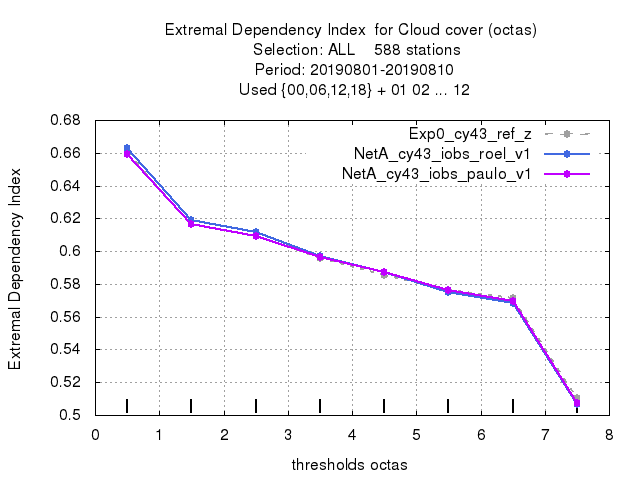 Extremal Dependency Index  for Cloud cover (octas)
Selection: ALL    588 stations
Period: 20190801-20190810
Used {00,06,12,18} + 01 02 ... 12
Extremal Dependency Index
0.68
0.66
0.64
0.62
0.6
0.58
0.56
0.54
0.52
0.5
Exp0_cy43_ref_z
NetA_cy43_iobs_roel_v1
NetA_cy43_iobs_paulo_v1
0 1 2 3 4 5 6 7 8
thresholds octas